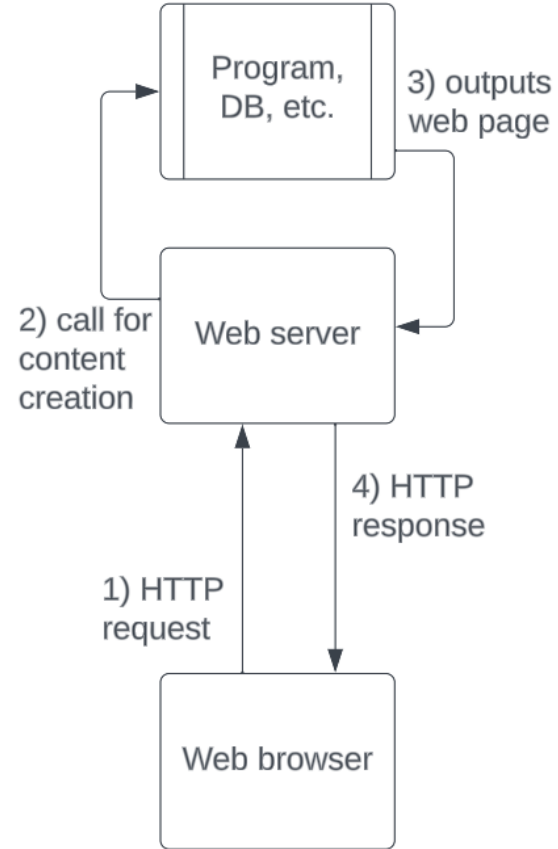 Program,
DB, etc.
3) outputs
web page
2) call for
content
creation
Web server
4) HTTP
response
1) HTTP
request
Web browser